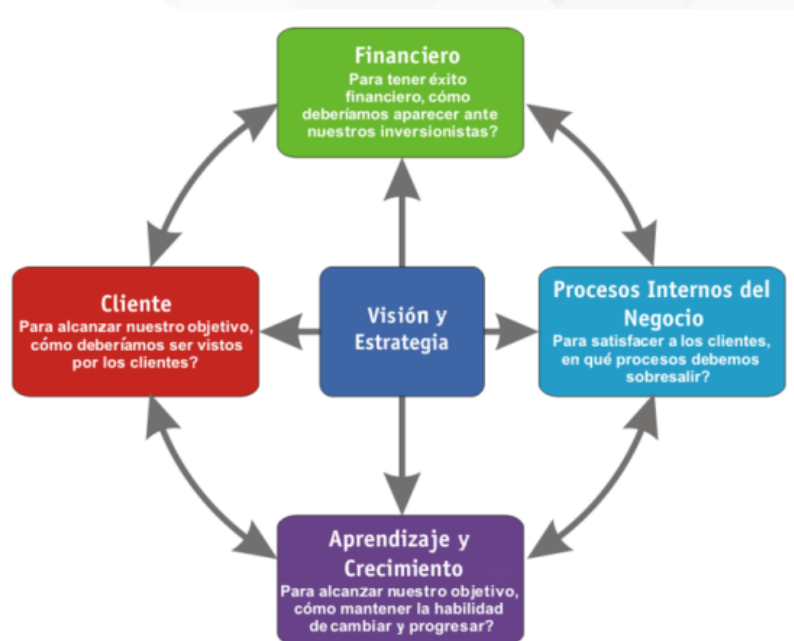 Financiero
Para tener éxito
financiero, cómo
deberíamos aparecer ante
nuestros inversionistas?
Cliente
Para alcanzar nuestro objetivo,
cómo deberíamos ser vistos
por los clientes?
Visión y
Estrategia
Procesos Internos del
Negocio
Para satisfacer a los clientes,
en qué procesos debemos
sobresalir?
Aprendizaje y
Crecimiento
Para alcanzar nuestro objetivo,
cómo mantener la habilidad
de cambiar y progresar?